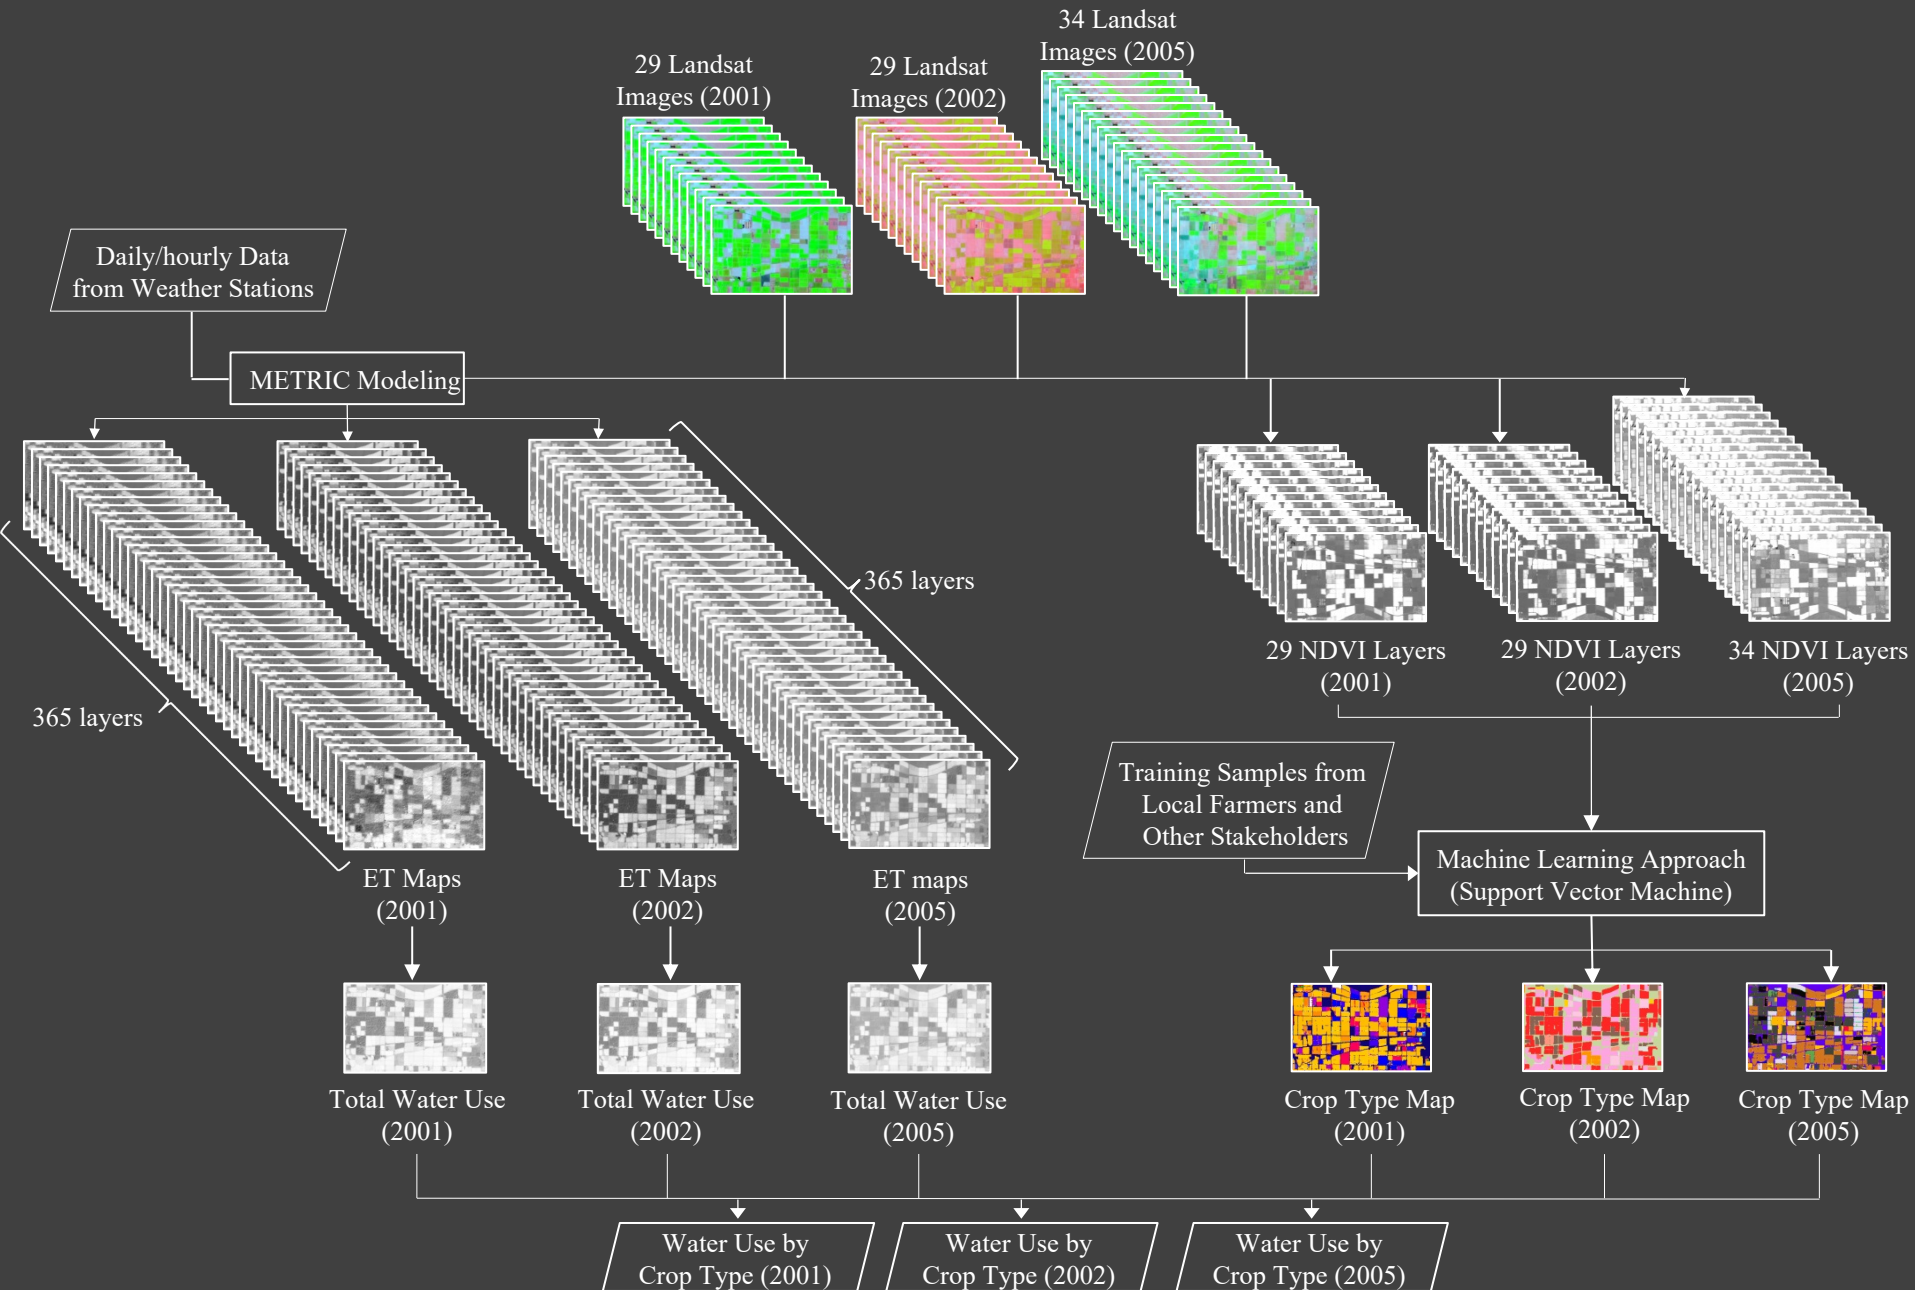 34 Landsat
Images (2005)
29 Landsat
Images (2001)
29 Landsat
Images (2002)
Daily/hourly Data
from Weather Stations
METRIC Modeling
365 layers
365 layers
29 NDVI Layers
(2001)
29 NDVI Layers
(2002)
34 NDVI Layers
(2005)
Training Samples from
Local Farmers and
Other Stakeholders
Machine Learning Approach
(Support Vector Machine)
ET Maps
(2001)
ET Maps
(2002)
ET maps
(2005)
Total Water Use
(2001)
Total Water Use
(2002)
Total Water Use
(2005)
Crop Type Map
(2001)
Crop Type Map
(2002)
Crop Type Map
(2005)
Water Use by
Crop Type (2001)
Water Use by
Crop Type (2002)
Water Use by
Crop Type (2005)